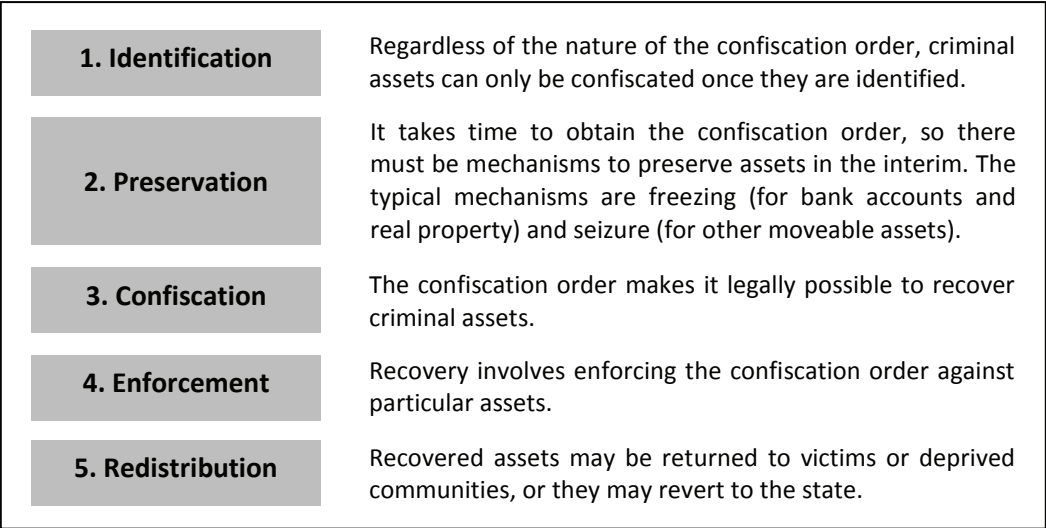 1. Identification
Regardless of the nature of the confiscation order, criminal
assets can only be confiscated once they are identified.
2. Preservation
It takes time to obtain the confiscation order, so there
must be mechanisms to preserve assets in the interim. The
typical mechanisms are freezing (for bank accounts and
real property) and seizure (for other moveable assets).
3. Confiscation
The confiscation order makes it legally possible to recover
criminal assets.
4. Enforcement
Recovery involves enforcing the confiscation order against
particular assets.
5. Redistribution
Recovered assets may be returned to victims or deprived
communities, or they may revert to the state.